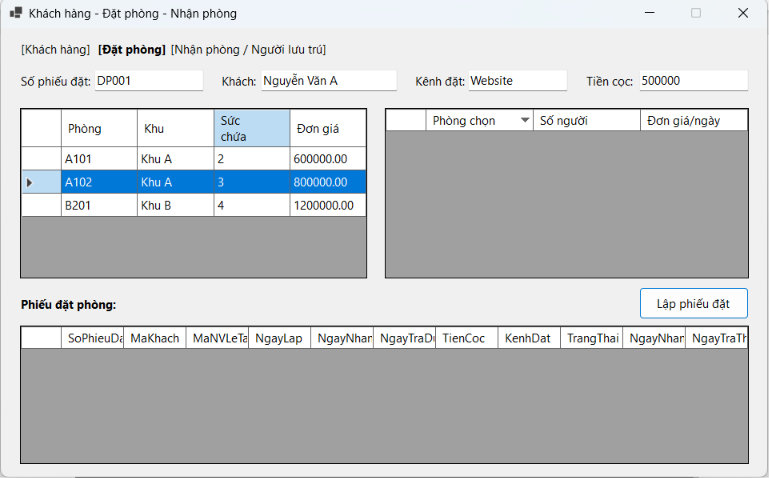 Khách hàng - Đặt phòng - Nhận phòng
[Khách hàng] [Đặt phòng] [Nhận phòng / Người lưu trú]
Số phiếu đặt: DP001 Khách: Nguyễn Văn A Kênh đặt: Website Tiền cọc: 500000
Phòng Khu Sức chứa Đơn giá
A101 Khu A 2 600000.00
A102 Khu A 3 800000.00
B201 Khu B 4 1200000.00
Phòng chọn Số người Đơn giá/ngày
Phiếu đặt phòng: Lập phiếu đặt
SoPhieuDa MaKhach MaNVLeTa NgayLap NgayNhan NgayTraDu TienCoc KenhDat TrangThai NgayNhan NgayTraTh